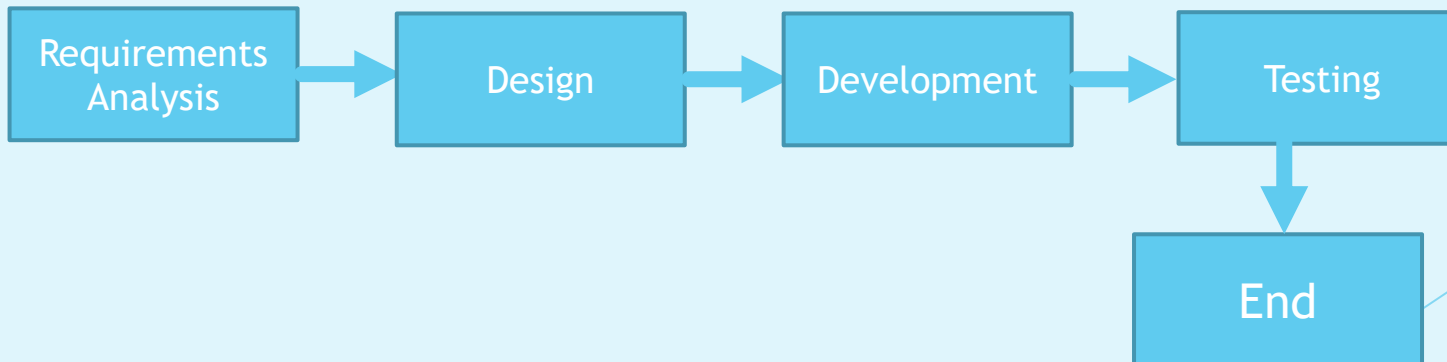 Requirements
Analysis
Design
Development
Testing
End